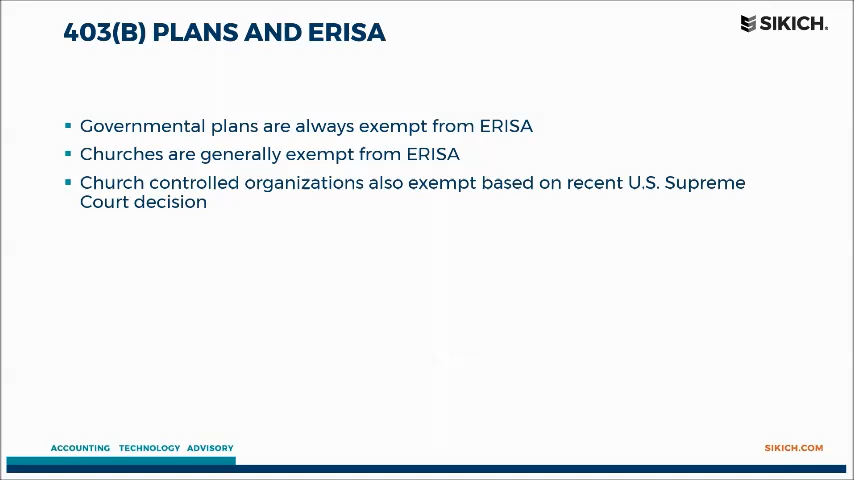 403(B) PLANS AND ERISA
SIKICH.
Governmental plans are always exempt from ERISA
Churches are generally exempt from ERISA
Church controlled organizations also exempt based on recent U.S. Supreme
Court decision
ACCOUNTING TECHNOLOGY ADVISORY
SIKICH.COM